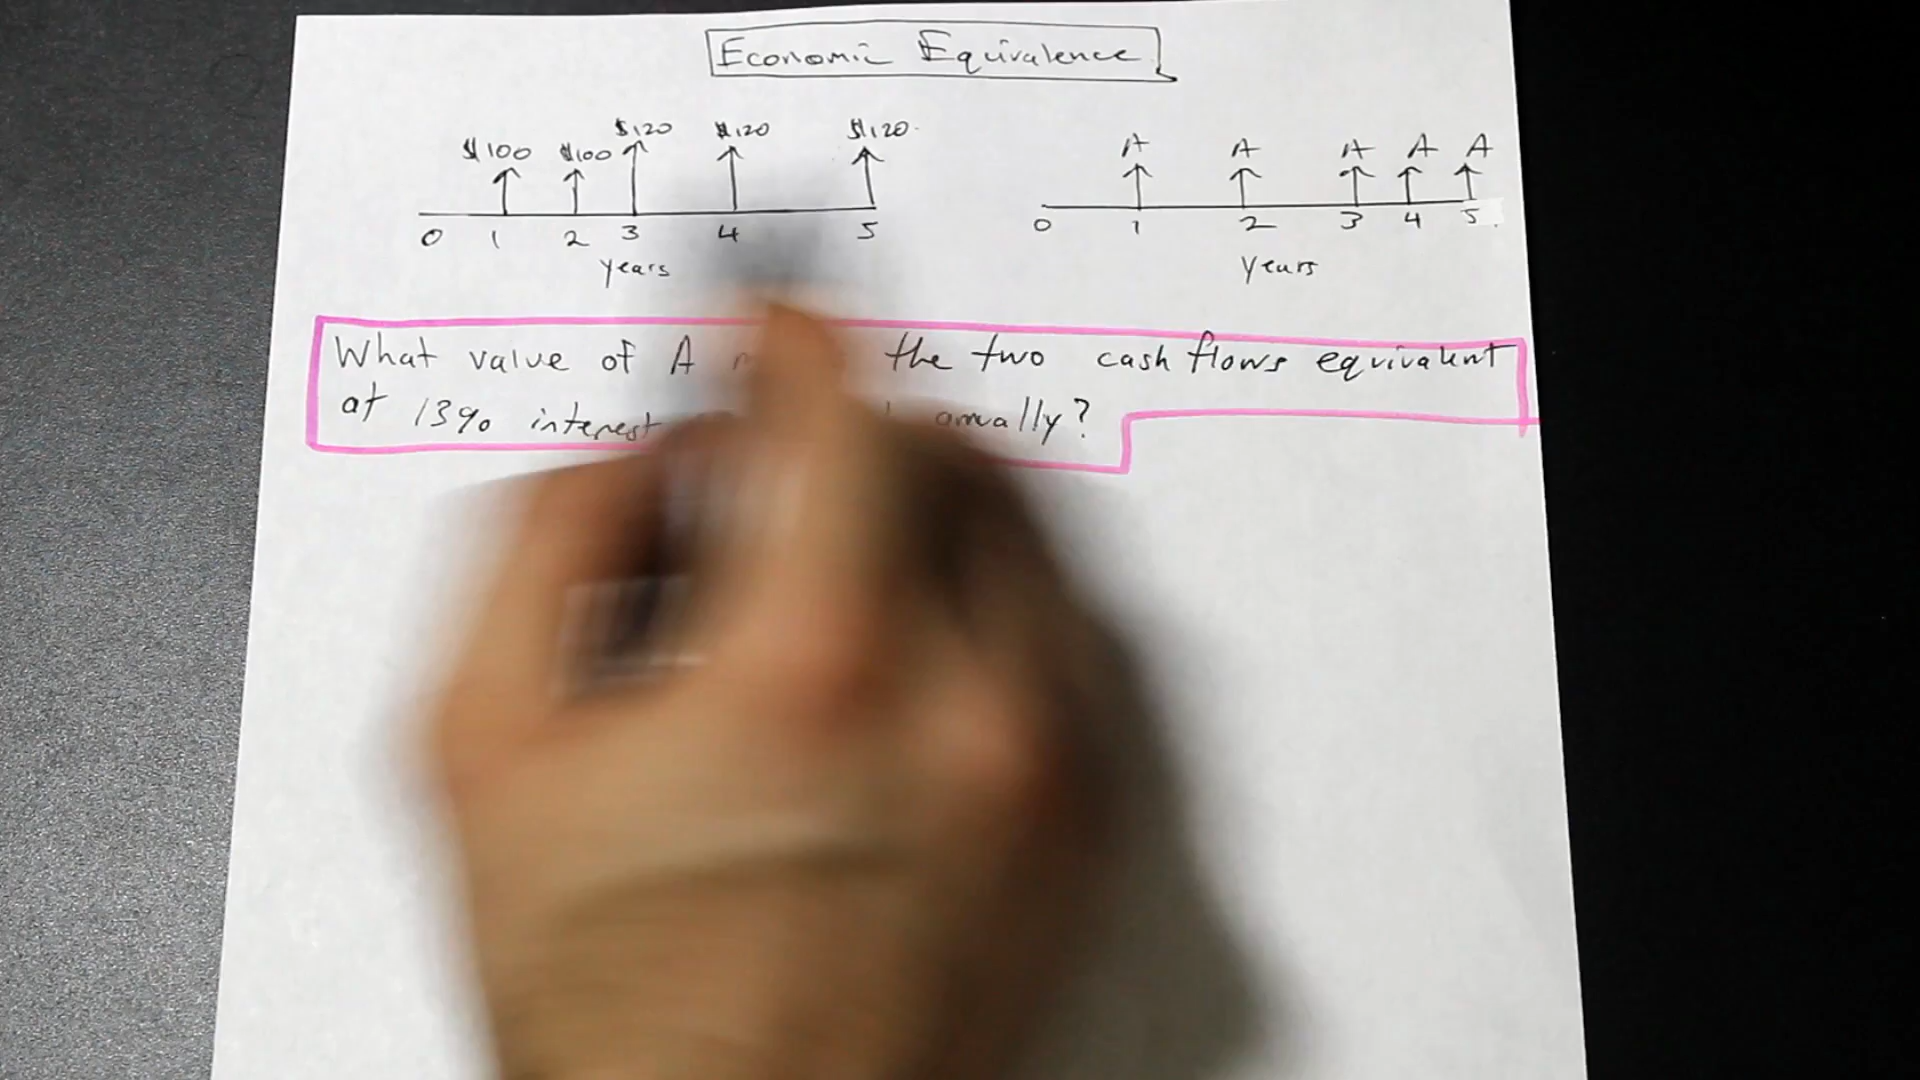 Economic Equivalence
$100 $100 $120 $120 $120
0 1 2 3 4 5
years
A A A A A
0 1 2 3 4 5
years
What value of A the two cash flows equivalent
at 13% interest annually?